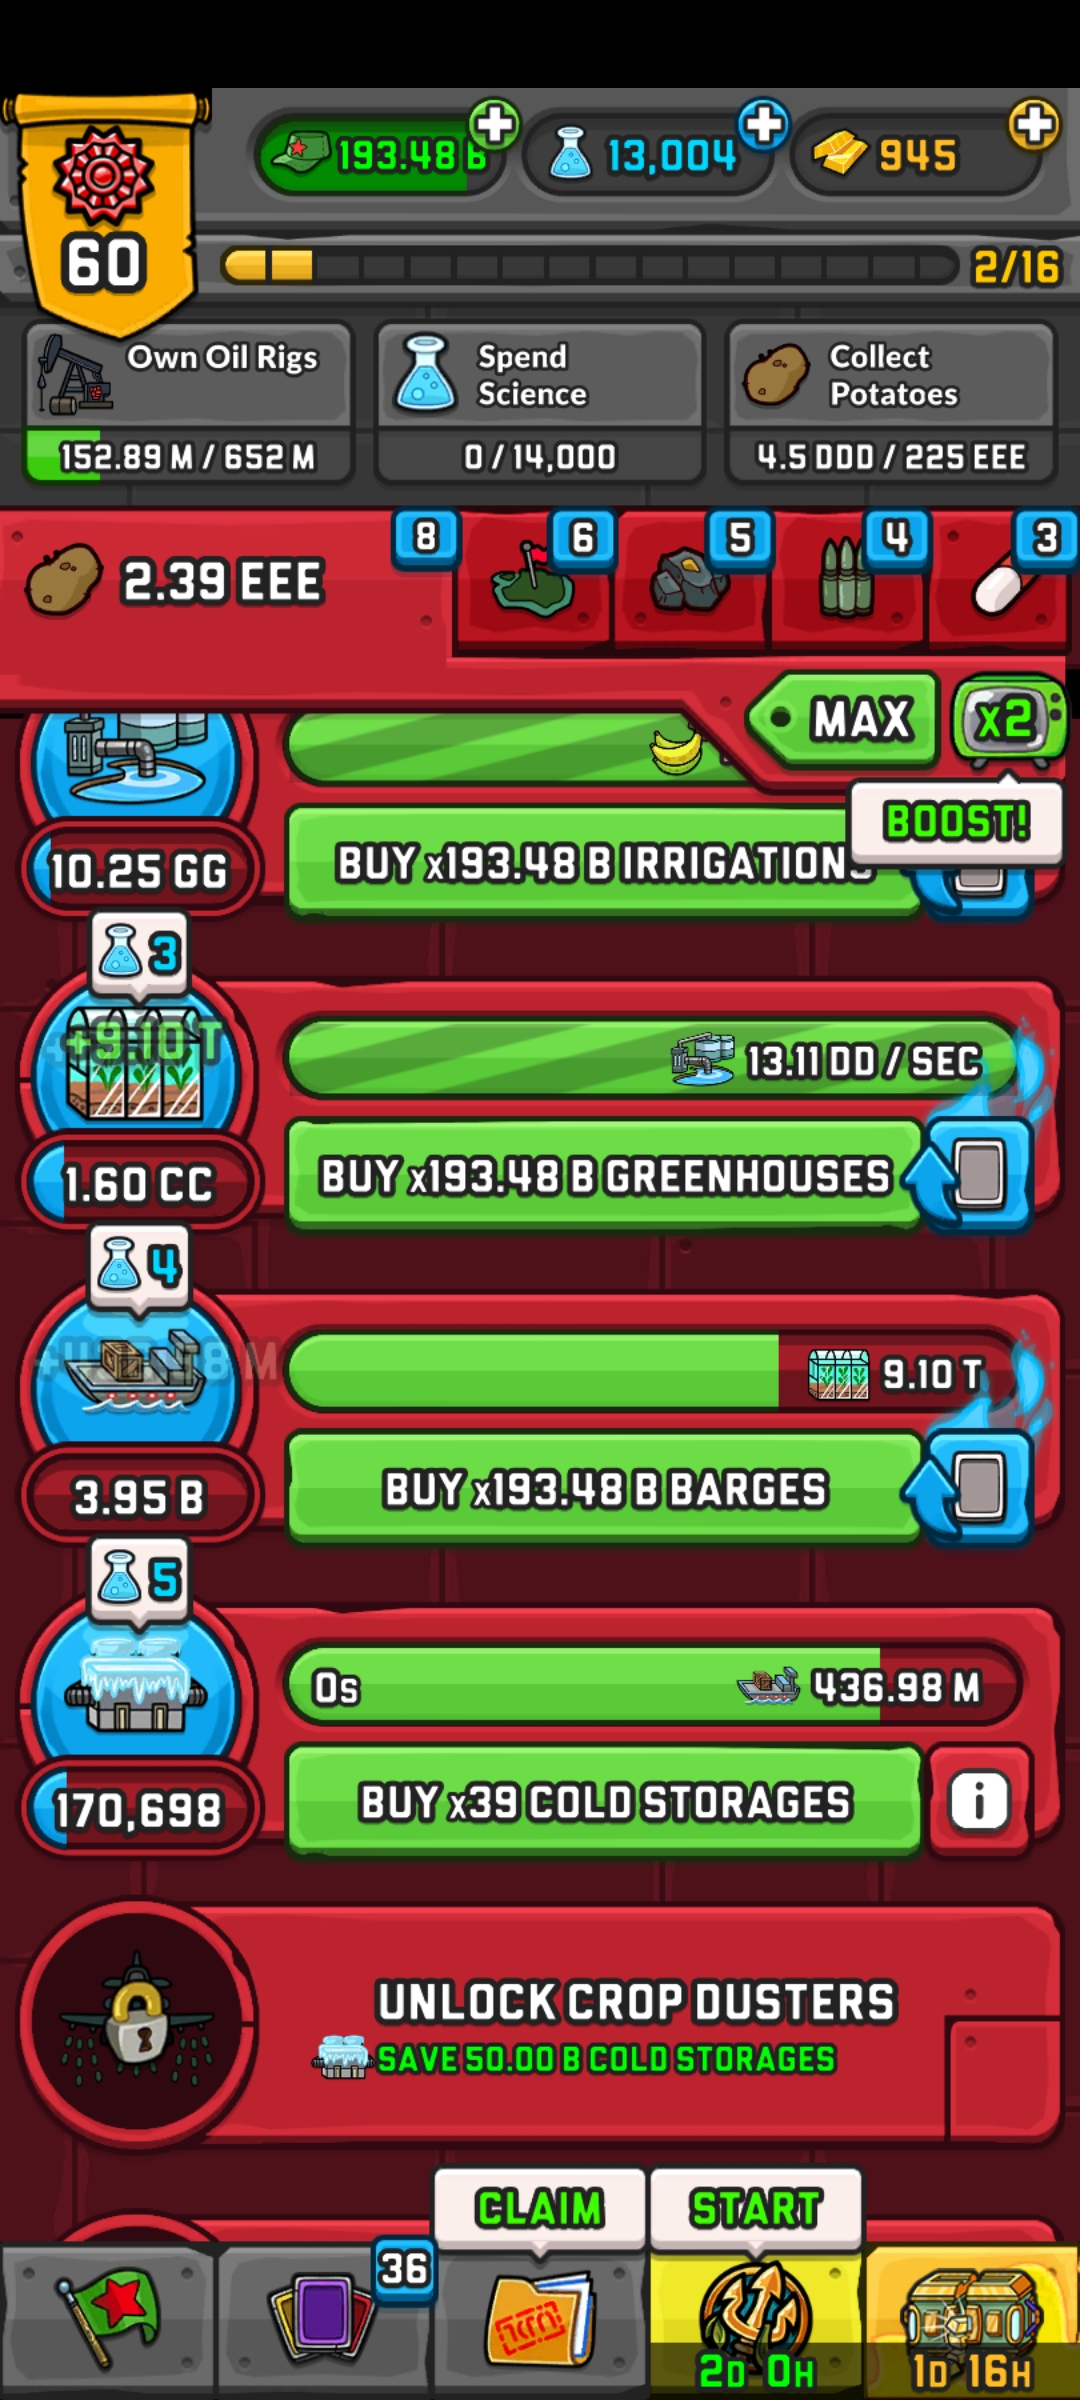 60
193.48 B
13,004
945
2/16
Own Oil Rigs
152.89 M / 652 M
Spend
Science
0 / 14,000
Collect
Potatoes
4.5 DDD / 225 EEE
2.39 EEE
8
6
5
4
3
MAX
x2
BOOST!
10.25 GG
BUY x193.48 B IRRIGATIONS
3
+9.10 T
13.11 DD / SEC
1.60 CC
BUY x193.48 B GREENHOUSES
4
9.10 T
3.95 B
BUY x193.48 B BARGES
5
0s
436.98 M
170,698
BUY x39 COLD STORAGES
i
UNLOCK CROP DUSTERS
SAVE 50.00 B COLD STORAGES
CLAIM
START
36
2D 0H
1D 16H